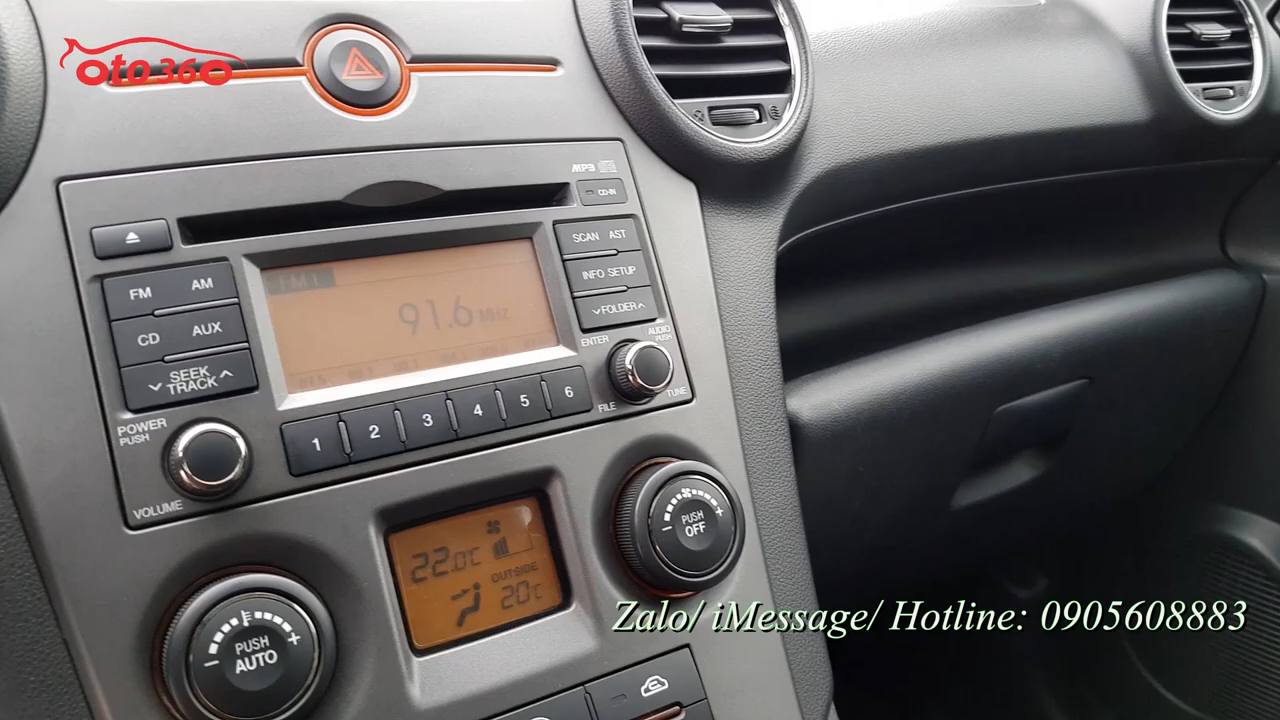 oto360
MP3
CD-IN
SCAN AST
INFO SETUP
FOLDER
FM AM
CD AUX
SEEK
TRACK
FM1
91.6 MHz
ENTER
AUDIO
PUSH
POWER
PUSH
VOLUME
1 2 3 4 5 6
FILE
TUNE
22.0°C
OUTSIDE
20°C
PUSH
OFF
PUSH
AUTO
Zalo/ iMessage/ Hotline: 0905608883